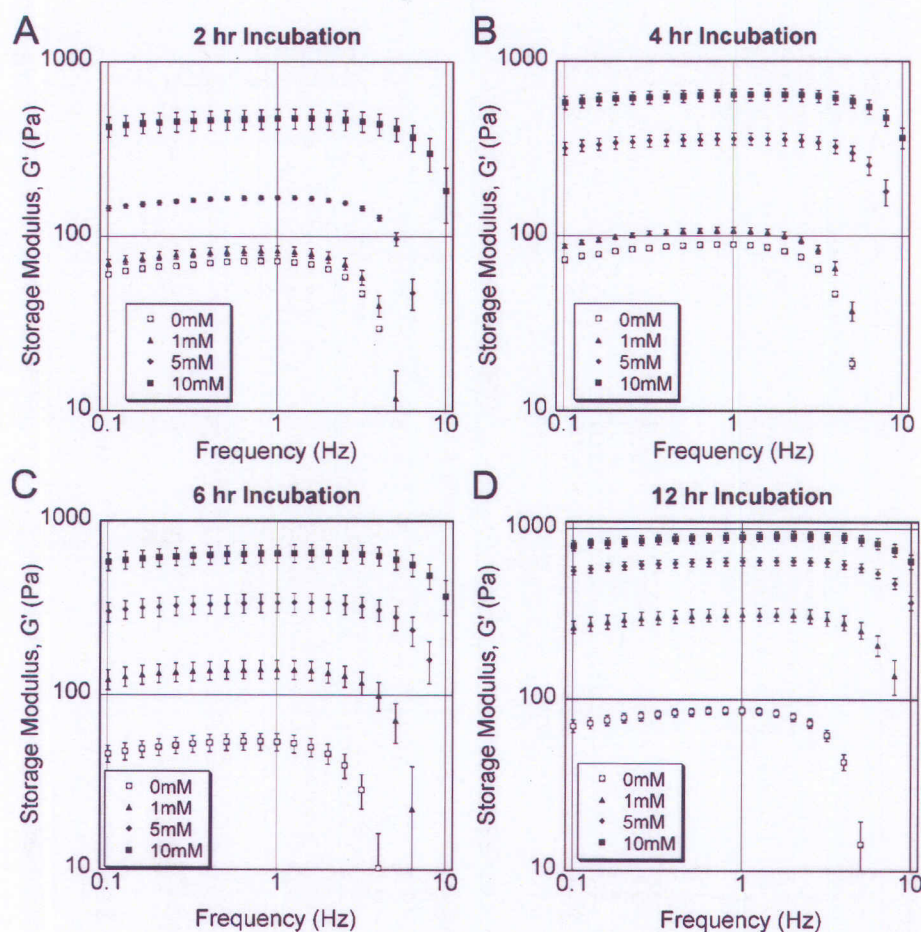 A
2 hr Incubation
1000
100
10
Storage Modulus, G' (Pa)
0mM
1mM
5mM
10mM
0.1
1
10
Frequency (Hz)
B
4 hr Incubation
1000
100
10
Storage Modulus, G' (Pa)
0mM
1mM
5mM
10mM
0.1
1
10
Frequency (Hz)
C
6 hr Incubation
1000
100
10
Storage Modulus, G' (Pa)
0mM
1mM
5mM
10mM
0.1
1
10
Frequency (Hz)
D
12 hr Incubation
1000
100
10
Storage Modulus, G' (Pa)
0mM
1mM
5mM
10mM
0.1
1
10
Frequency (Hz)